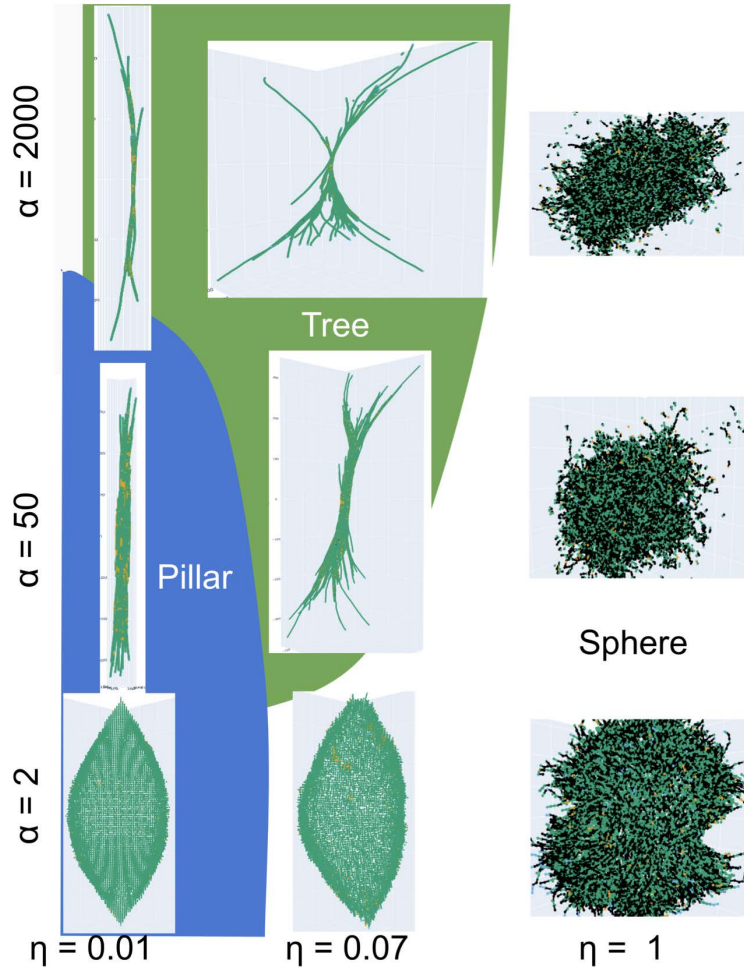 α = 2000
Tree
α = 50
Pillar
Sphere
α = 2
η = 0.01
η = 0.07
η = 1